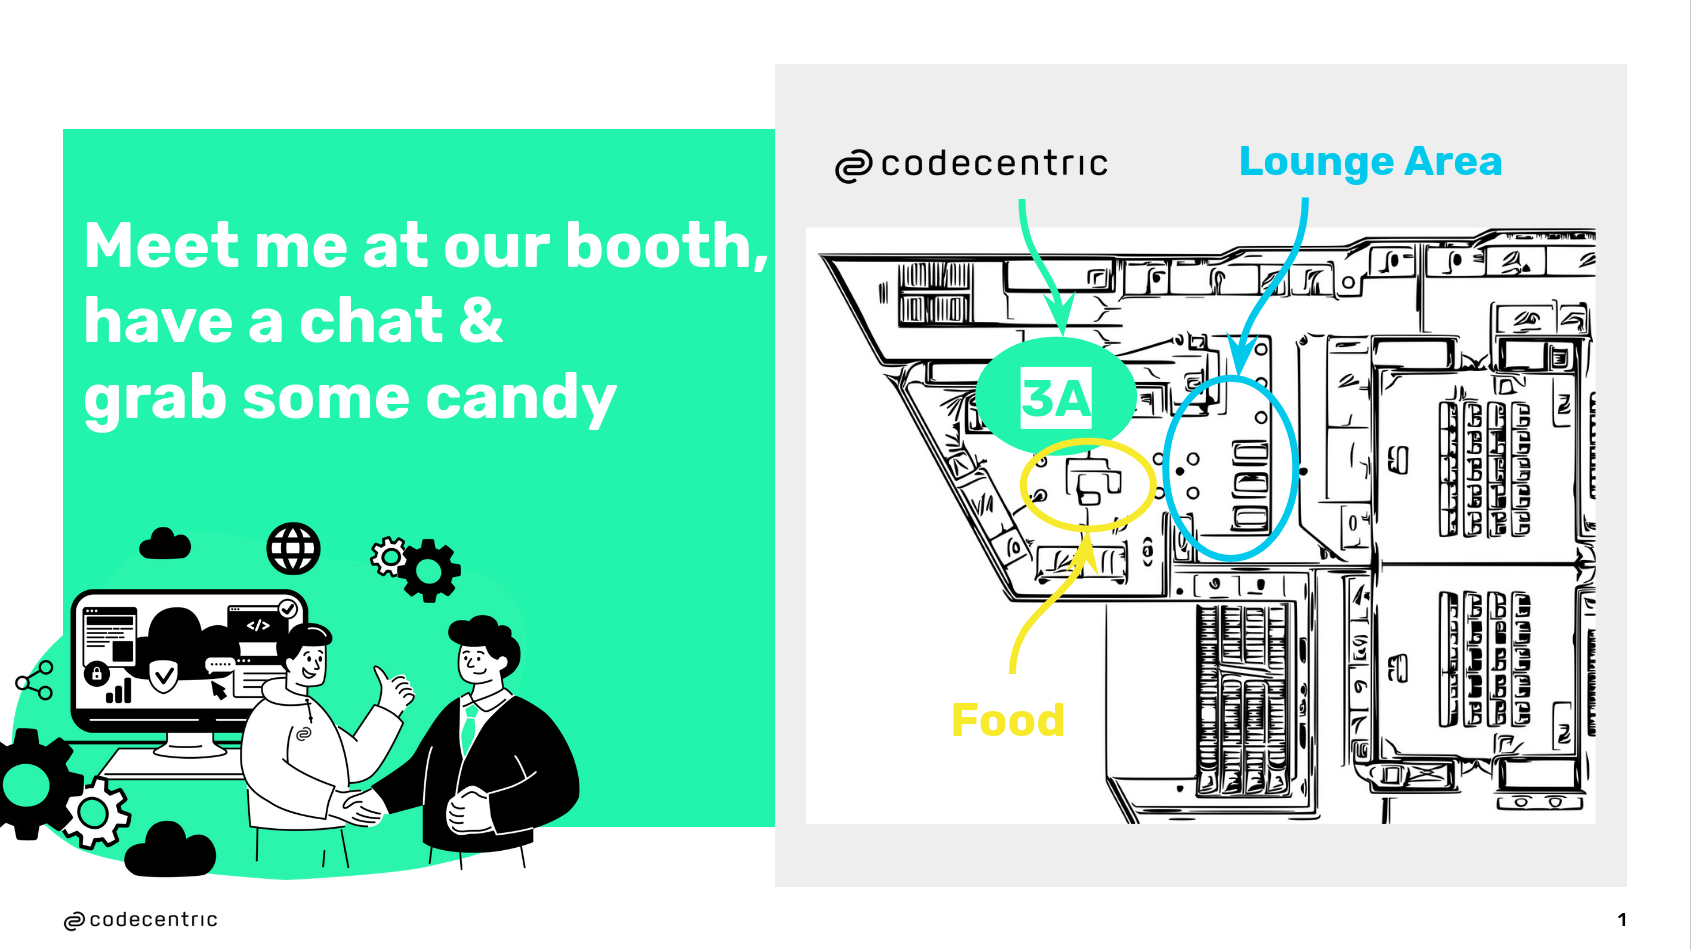 Meet me at our booth,
have a chat &
grab some candy
codecentric
Lounge Area
3A
Food
</>
codecentric
1